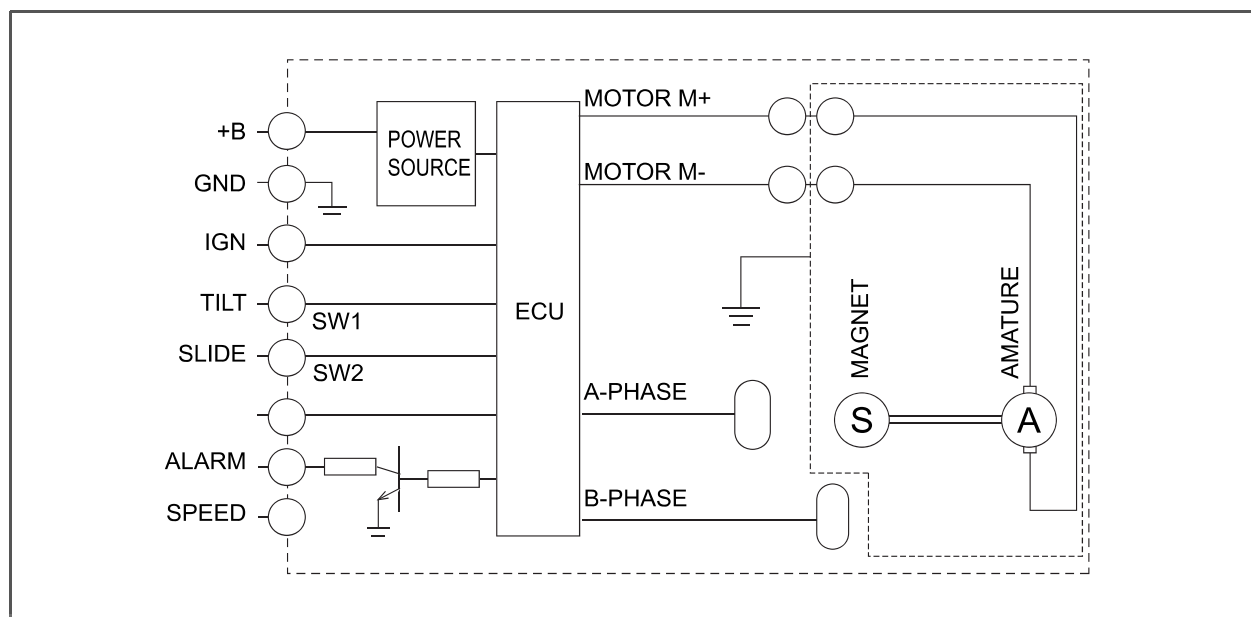 +B
GND
IGN
TILT
SLIDE
ALARM
SPEED
SW1
SW2
POWER
SOURCE
ECU
MOTOR M+
MOTOR M-
A-PHASE
B-PHASE
MAGNET
AMATURE
S
A